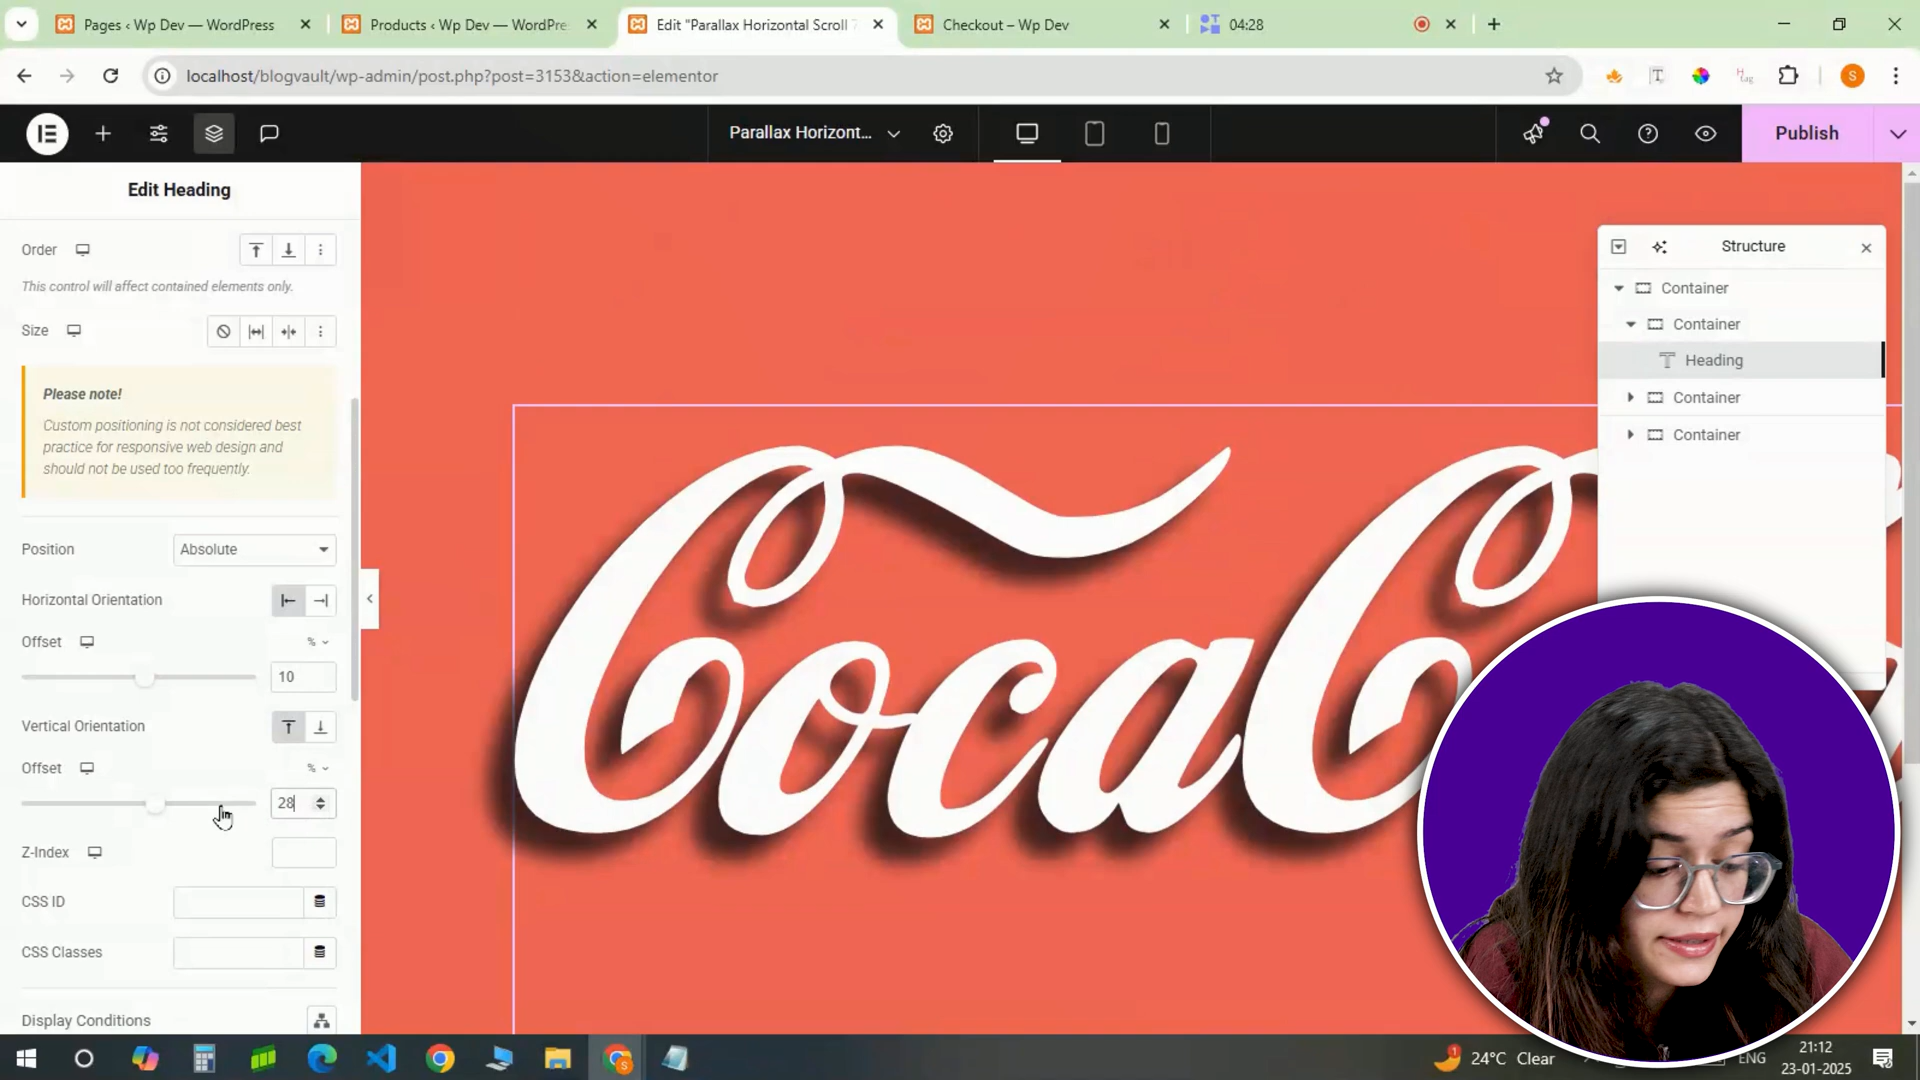 Pages ‹ Wp Dev — WordPress
Products ‹ Wp Dev — WordPre
Edit "Parallax Horizontal Scroll
Checkout – Wp Dev
04:28
localhost/blogvault/wp-admin/post.php?post=3153&action=elementor
T
H
tag
S
Parallax Horizont...
Publish
Edit Heading
Order
This control will affect contained elements only.
Size
Please note!
Custom positioning is not considered best
practice for responsive web design and
should not be used too frequently.
Position
Absolute
Horizontal Orientation
Offset
%
10
Vertical Orientation
Offset
%
28
Z-Index
CSS ID
CSS Classes
Display Conditions
CocaC
Structure
Container
Container
Heading
Container
Container
1
24°C Clear
ENG
21:12
23-01-2025